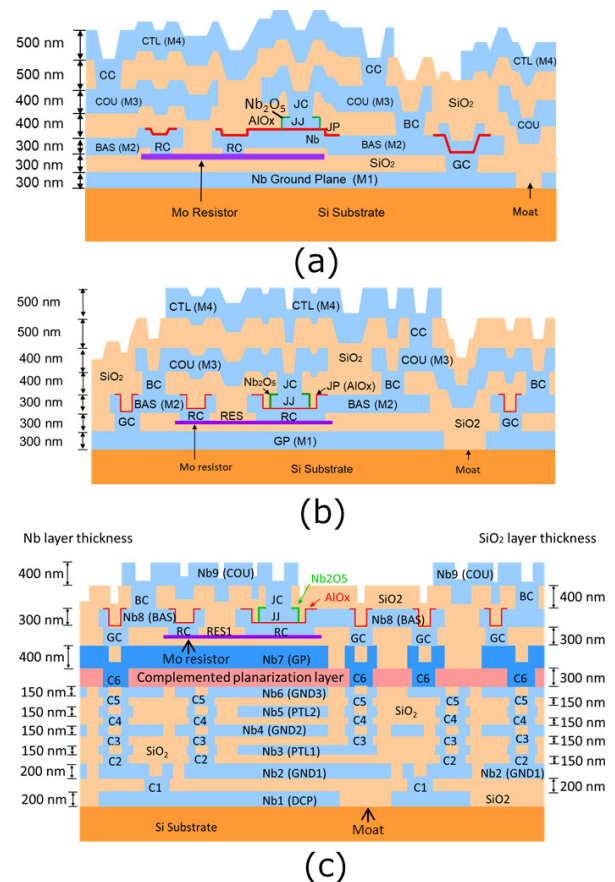 500 nm
CTL (M4)
CTL (M4)
500 nm
CC
CC
400 nm
COU (M3)
Nb₂O₅
JC
COU (M3)
SiO₂
400 nm
AlOx
JJ
JP
BC
COU
300 nm
BAS (M2)
RC
RC
Nb
BAS (M2)
300 nm
SiO₂
GC
300 nm
Nb Ground Plane (M1)
Mo Resistor
Si Substrate
Moat
(a)
500 nm
CTL (M4)
CTL (M4)
500 nm
CC
400 nm
SiO₂
COU (M3)
SiO₂
COU (M3)
400 nm
BC
Nb₂O₅
JC
JP (AlOx)
BC
BC
300 nm
BAS (M2)
JJ
BAS (M2)
300 nm
GC
RC
RES
RC
SiO2
GC
300 nm
GP (M1)
Mo resistor
Si Substrate
Moat
(b)
Nb layer thickness
SiO₂ layer thickness
400 nm
Nb9 (COU)
Nb2O5
Nb9 (COU)
BC
JC
AlOx
SiO2
BC
400 nm
300 nm
Nb8 (BAS)
JJ
Nb8 (BAS)
GC
RC
RES1
RC
GC
GC
GC
300 nm
400 nm
Mo resistor
Nb7 (GP)
C6
Complemented planarization layer
C6
C6
C6
300 nm
150 nm
Nb6 (GND3)
C5
C5
C5
C5
C5
150 nm
150 nm
Nb5 (PTL2)
SiO₂
C4
C4
C4
C4
C4
150 nm
150 nm
Nb4 (GND2)
C3
C3
C3
C3
C3
150 nm
150 nm
SiO₂
Nb3 (PTL1)
C2
C2
C2
C2
150 nm
200 nm
Nb2 (GND1)
Nb2 (GND1)
C1
C1
200 nm
200 nm
Nb1 (DCP)
SiO2
Si Substrate
Moat
(c)